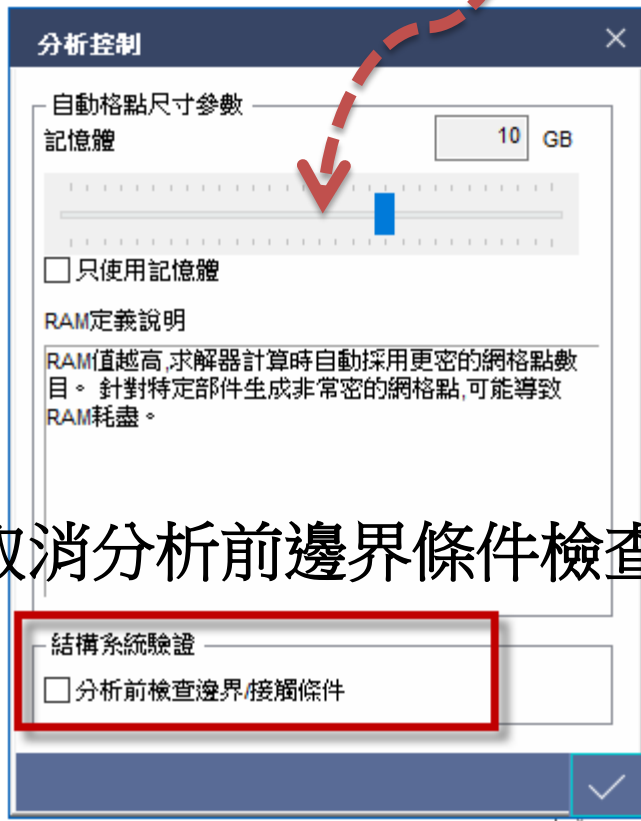 分析控制
自動格點尺寸參數
記憶體 10 GB
只使用記憶體
RAM定義說明
RAM值越高,求解器計算時自動採用更密的網格點數
目。 針對特定部件生成非常密的網格點,可能導致
RAM耗盡。
取消分析前邊界條件檢查
結構系統驗證
分析前檢查邊界/接觸條件